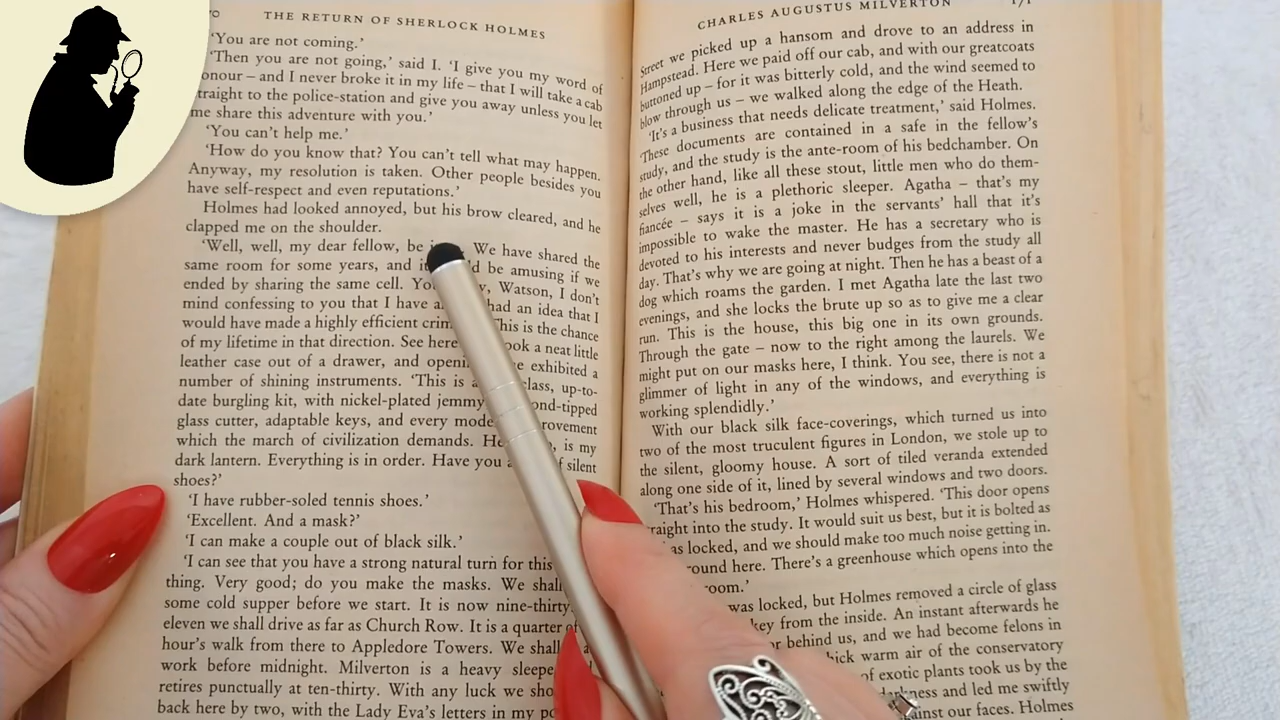 THE RETURN OF SHERLOCK HOLMES
'You are not coming.'
'Then you are not going,' said I. 'I give you my word of
onour – and I never broke it in my life – that I will take a cab
traight to the police-station and give you away unless you let
me share this adventure with you.'
'You can't help me.'
'How do you know that? You can't tell what may happen.
Anyway, my resolution is taken. Other people besides you
have self-respect and even reputations.'
Holmes had looked annoyed, but his brow cleared, and he
clapped me on the shoulder.
'Well, well, my dear fellow, be We have shared the
same room for some years, and it d be amusing if we
ended by sharing the same cell. Yo , Watson, I don't
mind confessing to you that I have a had an idea that I
would have made a highly efficient crim This is the chance
of my lifetime in that direction. See here ook a neat little
leather case out of a drawer, and openi e exhibited a
number of shining instruments. 'This is a class, up-to-
date burgling kit, with nickel-plated jemmy ond-tipped
glass cutter, adaptable keys, and every mode rovement
which the march of civilization demands. He is my
dark lantern. Everything is in order. Have you a f silent
shoes?'
'I have rubber-soled tennis shoes.'
'Excellent. And a mask?'
'I can make a couple out of black silk.'
'I can see that you have a strong natural turn for this
thing. Very good; do you make the masks. We shal
some cold supper before we start. It is now nine-thirty
eleven we shall drive as far as Church Row. It is a quarter of
hour's walk from there to Appledore Towers. We shall
work before midnight. Milverton is a heavy sleepe
retires punctually at ten-thirty. With any luck we sho
back here by two, with the Lady Eva's letters in my po
CHARLES AUGUSTUS MILVERTON 171
Street we picked up a hansom and drove to an address in
Hampstead. Here we paid off our cab, and with our greatcoats
buttoned up – for it was bitterly cold, and the wind seemed to
blow through us – we walked along the edge of the Heath.
'It's a business that needs delicate treatment,' said Holmes.
'These documents are contained in a safe in the fellow's
study, and the study is the ante-room of his bedchamber. On
the other hand, like all these stout, little men who do them-
selves well, he is a plethoric sleeper. Agatha – that's my
fiancée – says it is a joke in the servants' hall that it's
impossible to wake the master. He has a secretary who is
devoted to his interests and never budges from the study all
day. That's why we are going at night. Then he has a beast of a
dog which roams the garden. I met Agatha late the last two
evenings, and she locks the brute up so as to give me a clear
run. This is the house, this big one in its own grounds.
Through the gate – now to the right among the laurels. We
might put on our masks here, I think. You see, there is not a
glimmer of light in any of the windows, and everything is
working splendidly.'
With our black silk face-coverings, which turned us into
two of the most truculent figures in London, we stole up to
the silent, gloomy house. A sort of tiled veranda extended
along one side of it, lined by several windows and two doors.
'That's his bedroom,' Holmes whispered. 'This door opens
raight into the study. It would suit us best, but it is bolted as
as locked, and we should make too much noise getting in.
round here. There's a greenhouse which opens into the
room.'
was locked, but Holmes removed a circle of glass
key from the inside. An instant afterwards he
or behind us, and we had become felons in
hick warm air of the conservatory
of exotic plants took us by the
ness and led me swiftly
inst our faces. Holmes